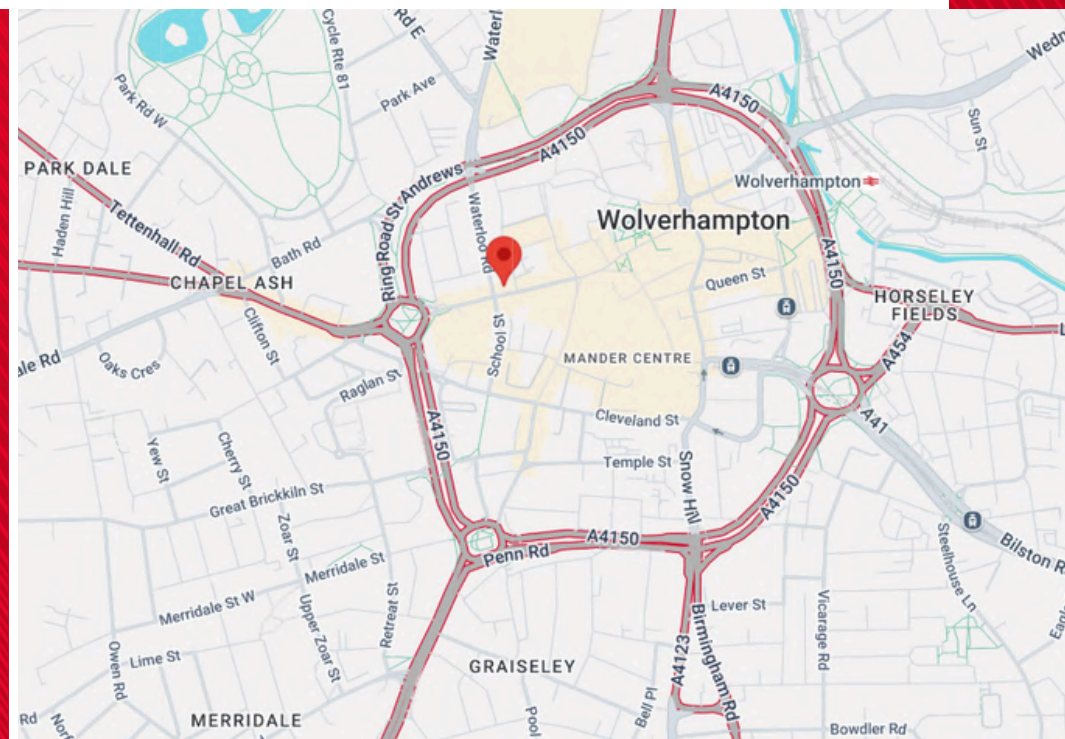 Rd E
Waterl
Cycle Rte 81
Wedn
Park Ave
Park Rd W
A4150
A4150
Sun St
PARK DALE
Wolverhampton
Haden Hill
Tettenhall Rd
Ring Road St Andrews
Waterloo Rd
Wolverhampton
Bath Rd
A4150
Queen St
CHAPEL ASH
HORSELEY
FIELDS
Clifton St
School St
MANDER CENTRE
A454
L
ale Rd
Oaks Cres
Raglan St
Cleveland St
A41
A4150
Yew St
Cherry St
Temple St
Snow Hill
A4150
Great Brickkiln St
Zoar St
A4150
Penn Rd
Bilston R
Steelhouse Ln
Merridale St
Merridale St W
Upper Zoar St
Retreat St
Lever St
Vicarage Rd
Eagl
Birmingham Rd
Owen Rd
Lime St
GRAISELEY
A4123
MERRIDALE
Rd
Norf
Pool
Bell Pl
Bowdler Rd